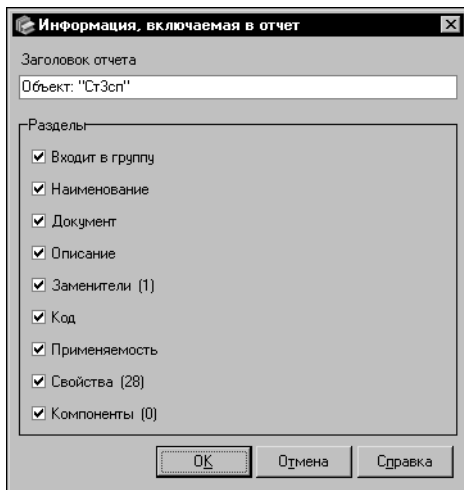 Информация, включаемая в отчет
Заголовок отчета
Объект: "Ст3сп"
Разделы
Входит в группу
Наименование
Документ
Описание
Заменители (1)
Код
Применяемость
Свойства (28)
Компоненты (0)
OK Отмена Справка